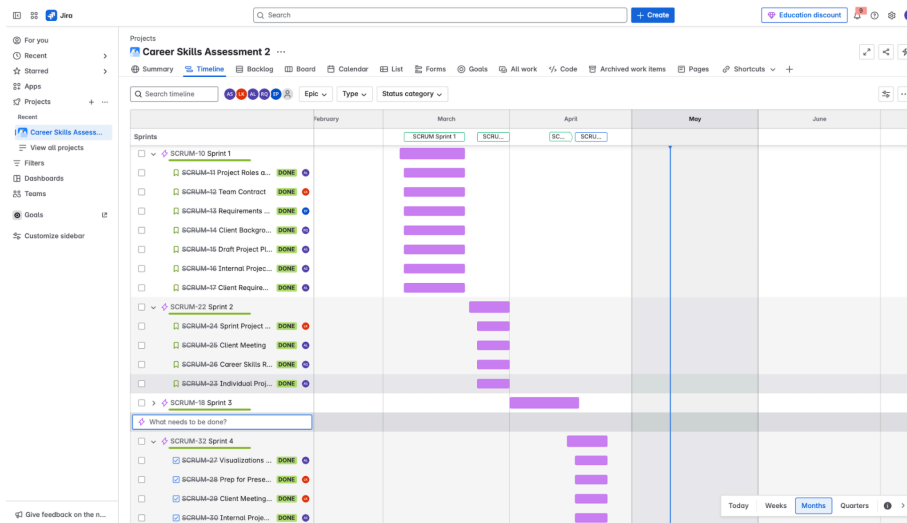 Jira
Search
+ Create
Education discount
For you
Recent
Starred
Apps
Projects
Recent
Career Skills Assess...
View all projects
Filters
Dashboards
Teams
Goals
Customize sidebar
Give feedback on the n...
Projects
Career Skills Assessment 2 ...
Summary Timeline Backlog Board Calendar List Forms Goals All work Code Archived work items Pages Shortcuts
Search timeline AS LK AL RQ EP Epic Type Status category
February March April May June
Sprints SCRUM Sprint 1 SCRU... SC... SCRU...
SCRUM-10 Sprint 1
SCRUM-11 Project Roles a... DONE
SCRUM-12 Team Contract DONE
SCRUM-13 Requirements ... DONE
SCRUM-14 Client Backgro... DONE
SCRUM-15 Draft Project Pl... DONE
SCRUM-16 Internal Projec... DONE
SCRUM-17 Client Require... DONE
SCRUM-22 Sprint 2
SCRUM-24 Sprint Project ... DONE
SCRUM-25 Client Meeting DONE
SCRUM-26 Career Skills R... DONE
SCRUM-23 Individual Proj... DONE
SCRUM-18 Sprint 3
What needs to be done?
SCRUM-32 Sprint 4
SCRUM-27 Visualizations ... DONE
SCRUM-28 Prep for Prese... DONE
SCRUM-29 Client Meeting... DONE
SCRUM-30 Internal Proje... DONE
Today Weeks Months Quarters